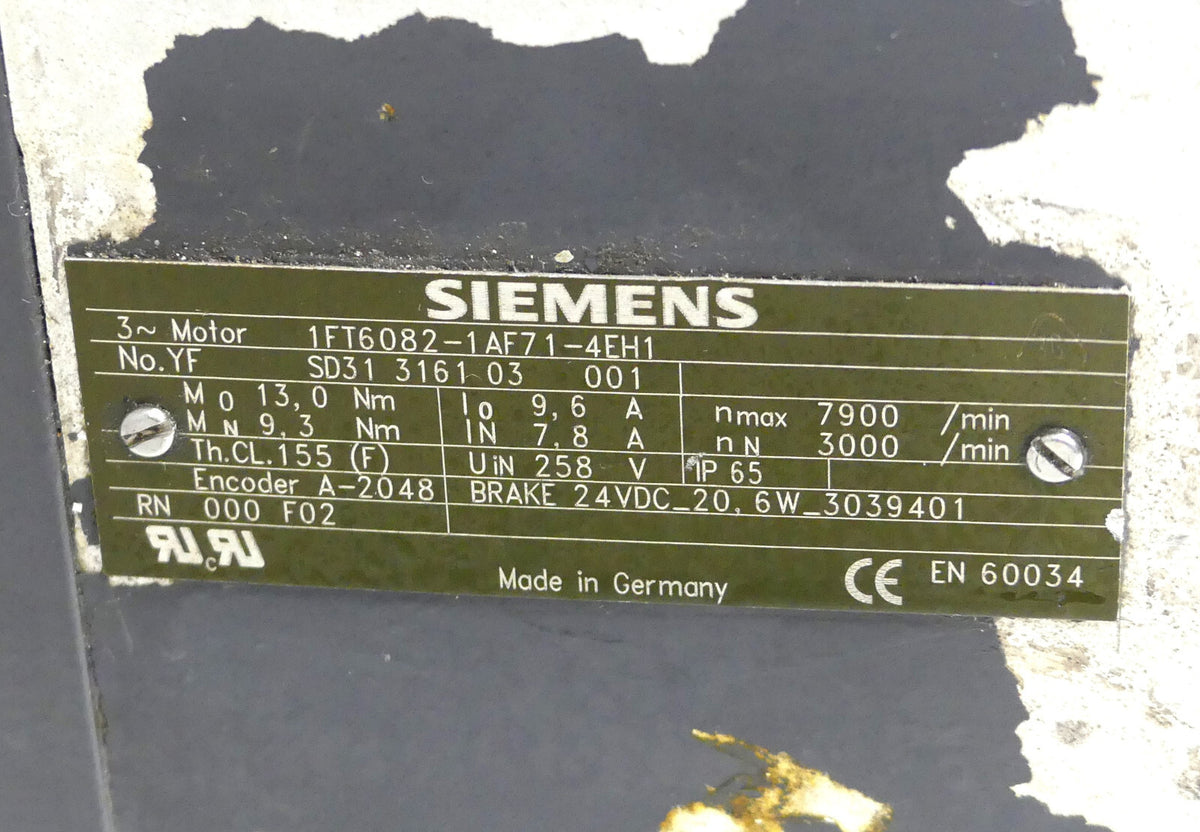 SIEMENS
3~ Motor 1FT6082-1AF71-4EH1
No.YF SD31 3161 03 001
M0 13,0 Nm I0 9,6 A nmax 7900 /min
MN 9,3 Nm IN 7,8 A nN 3000 /min
Th.CL.155 (F) UiN 258 V IP 65
Encoder A-2048 BRAKE 24VDC_20,6W_3039401
RN 000 F02
RU c RU
Made in Germany CE EN 60034